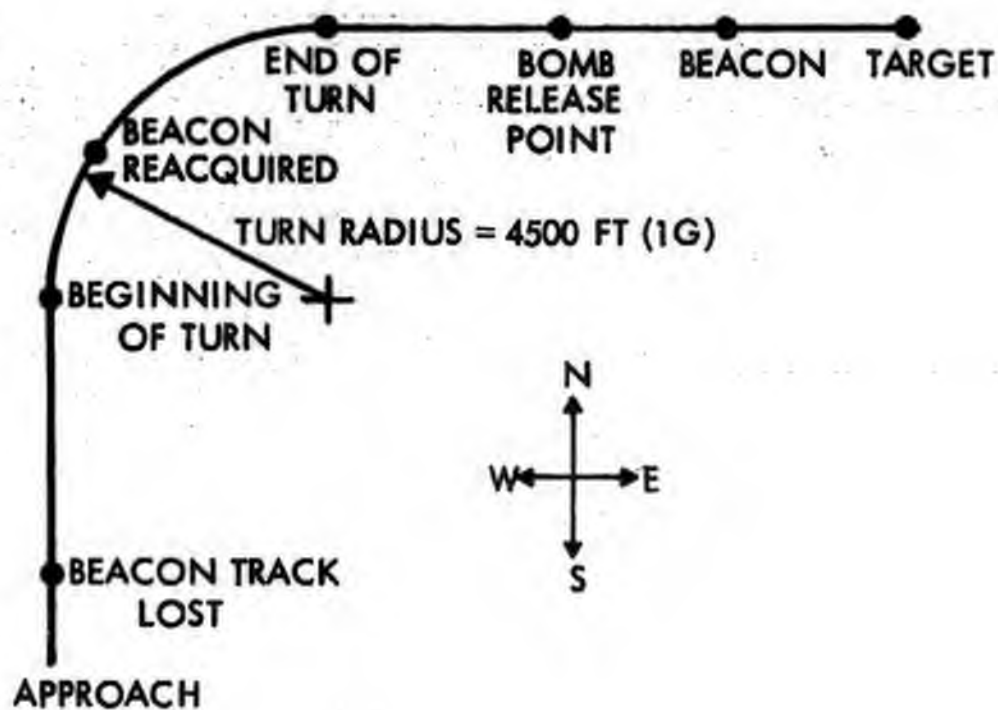 END OF
TURN
BOMB
RELEASE
POINT
BEACON
TARGET
BEACON
REACQUIRED
TURN RADIUS = 4500 FT (1G)
BEGINNING
OF TURN
N
W
E
S
BEACON TRACK
LOST
APPROACH